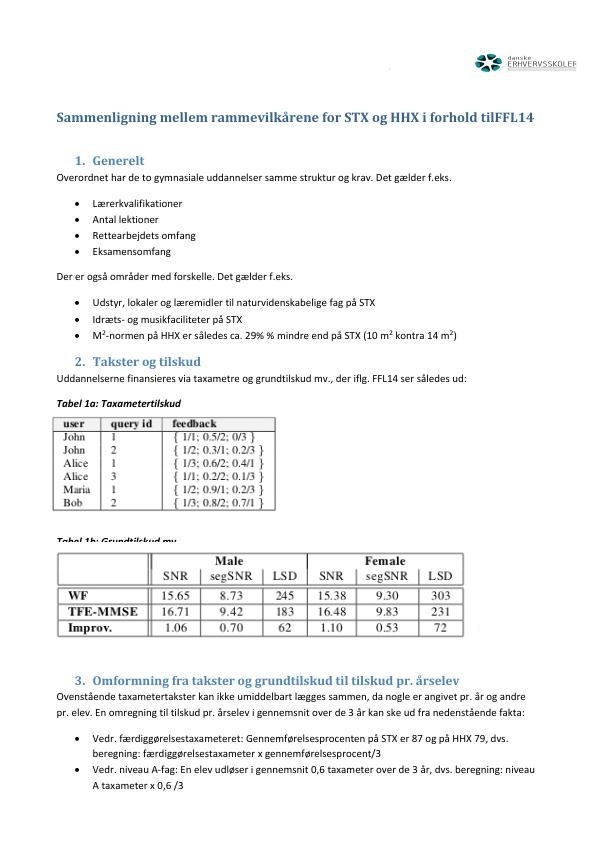 danske
ERHVERVSSKOLER
Sammenligning mellem rammevilkårene for STX og HHX i forhold tilFFL14
1. Generelt
Overordnet har de to gymnasiale uddannelser samme struktur og krav. Det gælder f.eks.
• Lærerkvalifikationer
• Antal lektioner
• Rettearbejdets omfang
• Eksamensomfang
Der er også områder med forskelle. Det gælder f.eks.
• Udstyr, lokaler og læremidler til naturvidenskabelige fag på STX
• Idræts- og musikfaciliteter på STX
• M²-normen på HHX er således ca. 29% % mindre end på STX (10 m² kontra 14 m²)
2. Takster og tilskud
Uddannelserne finansieres via taxametre og grundtilskud mv., der iflg. FFL14 ser således ud:
Tabel 1a: Taxametertilskud
user query id feedback
John 1 { 1/1; 0.5/2; 0/3 }
John 2 { 1/2; 0.3/1; 0.2/3 }
Alice 1 { 1/3; 0.6/2; 0.4/1 }
Alice 3 { 1/1; 0.2/2; 0.1/3 }
Maria 1 { 1/2; 0.9/1; 0.2/3 }
Bob 2 { 1/3; 0.8/2; 0.7/1 }
Tabel 1b: Grundtilskud mv
Male Female
SNR segSNR LSD SNR segSNR LSD
WF 15.65 8.73 245 15.38 9.30 303
TFE-MMSE 16.71 9.42 183 16.48 9.83 231
Improv. 1.06 0.70 62 1.10 0.53 72
3. Omformning fra takster og grundtilskud til tilskud pr. årselev
Ovenstående taxametertakster kan ikke umiddelbart lægges sammen, da nogle er angivet pr. år og andre
pr. elev. En omregning til tilskud pr. årselev i gennemsnit over de 3 år kan ske ud fra nedenstående fakta:
• Vedr. færdiggørelsestaxameteret: Gennemførelsesprocenten på STX er 87 og på HHX 79, dvs.
beregning: færdiggørelsestaxameter x gennemførelsesprocent/3
• Vedr. niveau A-fag: En elev udløser i gennemsnit 0,6 taxameter over de 3 år, dvs. beregning: niveau
A taxameter x 0,6 /3